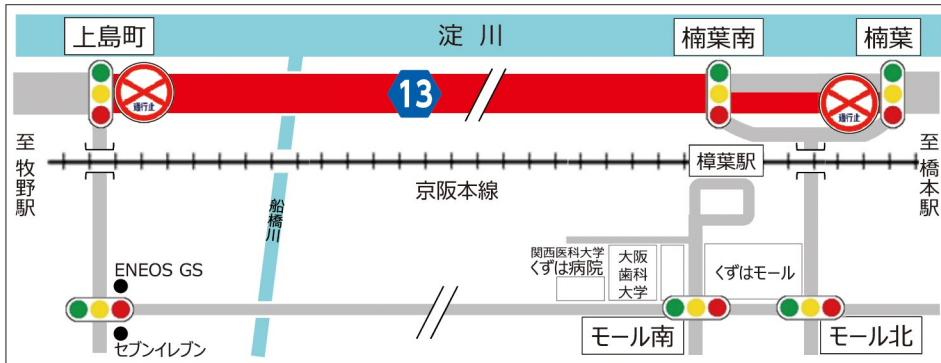 淀川
上島町
楠葉南
楠葉
通行止
13
通行止
至牧野駅
至橋本駅
樟葉駅
京阪本線
船橋川
関西医科大学
くずは病院
大阪
歯科
大学
くずはモール
ENEOS GS
セブンイレブン
モール南
モール北